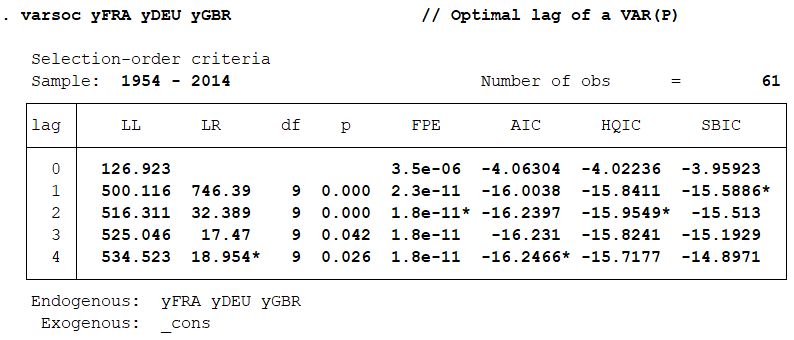 . varsoc yFRA yDEU yGBR // Optimal lag of a VAR(P)
Selection-order criteria
Sample: 1954 - 2014 Number of obs = 61
lag LL LR df p FPE AIC HQIC SBIC
0 126.923 3.5e-06 -4.06304 -4.02236 -3.95923
1 500.116 746.39 9 0.000 2.3e-11 -16.0038 -15.8411 -15.5886*
2 516.311 32.389 9 0.000 1.8e-11* -16.2397 -15.9549* -15.513
3 525.046 17.47 9 0.042 1.8e-11 -16.231 -15.8241 -15.1929
4 534.523 18.954* 9 0.026 1.8e-11 -16.2466* -15.7177 -14.8971
Endogenous: yFRA yDEU yGBR
Exogenous: _cons